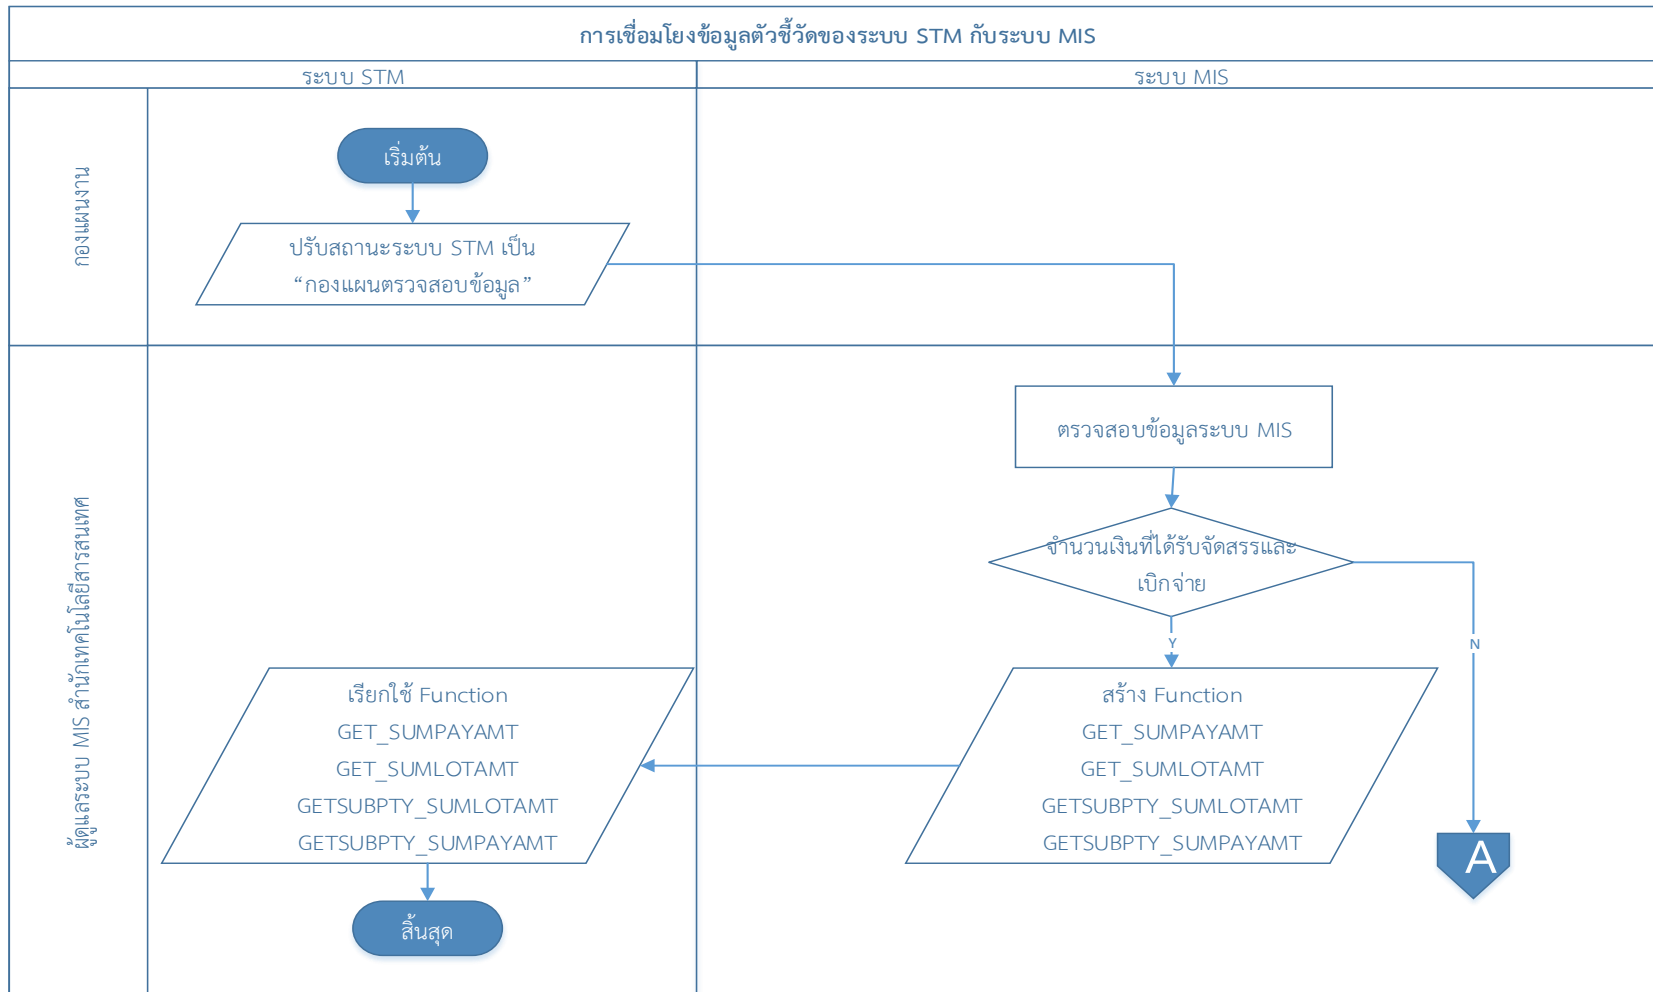 การเชื่อมโยงข้อมูลตัวชี้วัดของระบบ STM กับระบบ MIS
ระบบ STM
ระบบ MIS
กองแผนงาน
เริ่มต้น
ปรับสถานะระบบ STM เป็น
“กองแผนตรวจสอบข้อมูล”
ผู้ดูแลระบบ MIS สำนักเทคโนโลยีสารสนเทศ
ตรวจสอบข้อมูลระบบ MIS
จำนวนเงินที่ได้รับจัดสรรและ
เบิกจ่าย
Y
N
เรียกใช้ Function
GET_SUMPAYAMT
GET_SUMLOTAMT
GETSUBPTY_SUMLOTAMT
GETSUBPTY_SUMPAYAMT
สร้าง Function
GET_SUMPAYAMT
GET_SUMLOTAMT
GETSUBPTY_SUMLOTAMT
GETSUBPTY_SUMPAYAMT
A
สิ้นสุด